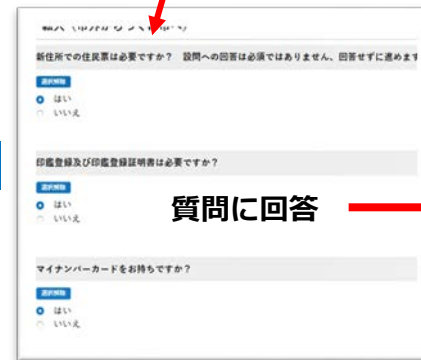 新住所での住民票は必要ですか？　設問への回答は必須ではありません、回答せずに進めます
選択解除
はい
いいえ
印鑑登録及び印鑑登録証明書は必要ですか？
選択解除
はい
いいえ
質問に回答
マイナンバーカードをお持ちですか？
選択解除
はい
いいえ